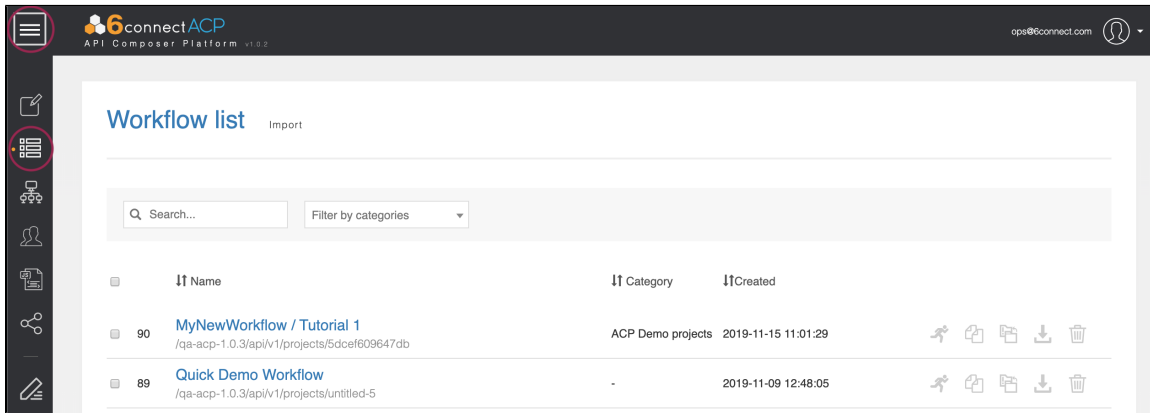 6connect ACP
API Composer Platform v1.0.2
ops@6connect.com
Workflow list Import
Search... Filter by categories
Name Category Created
90 MyNewWorkflow / Tutorial 1 ACP Demo projects 2019-11-15 11:01:29
/qa-acp-1.0.3/api/v1/projects/5dcef609647db
89 Quick Demo Workflow - 2019-11-09 12:48:05
/qa-acp-1.0.3/api/v1/projects/untitled-5